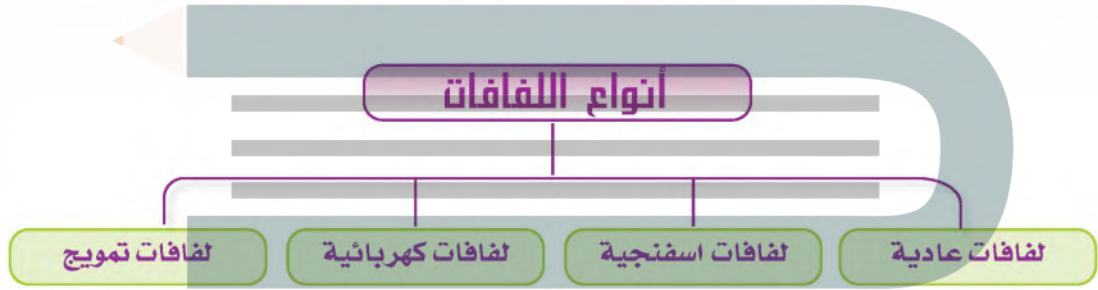 أنواع اللفافات
لفافات عادية
لفافات اسفنجية
لفافات كهربائية
لفافات تمويج